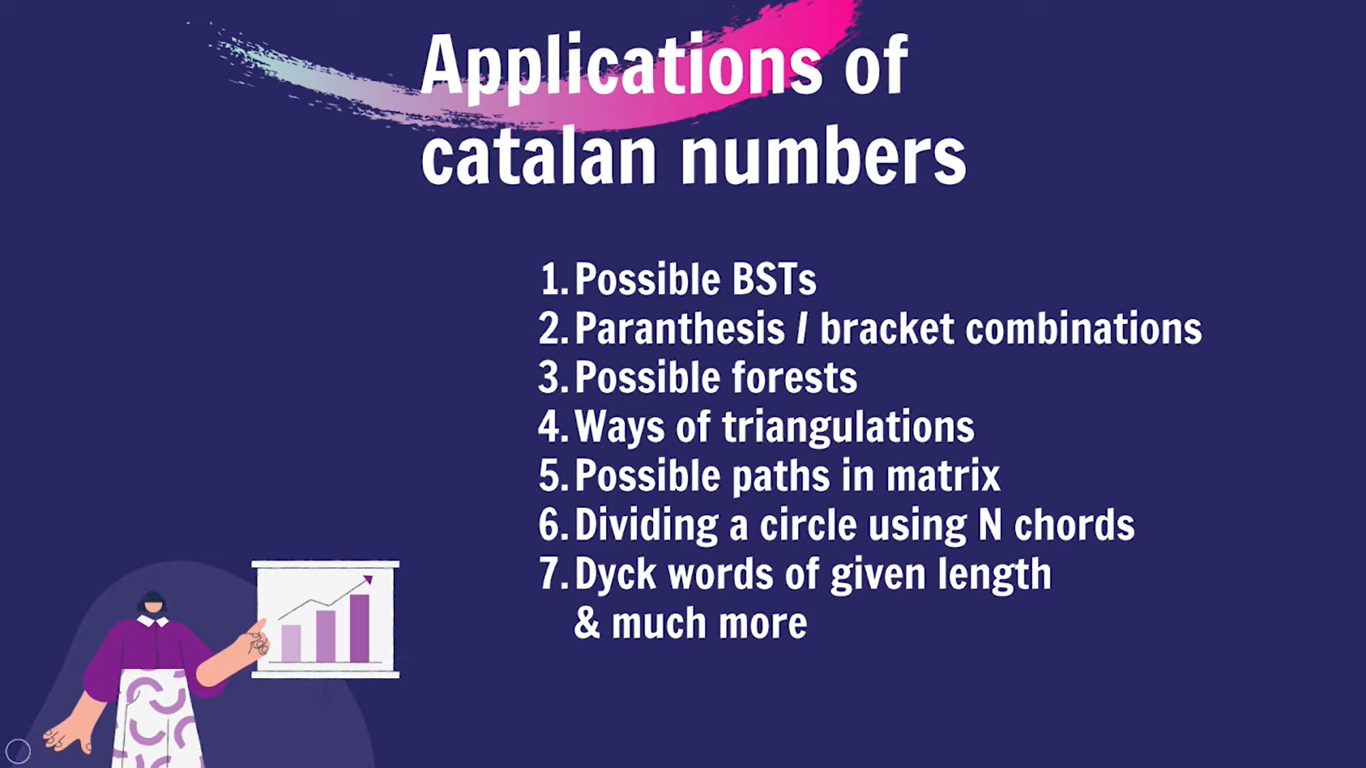 Applications of
catalan numbers
1. Possible BSTs
2. Paranthesis / bracket combinations
3. Possible forests
4. Ways of triangulations
5. Possible paths in matrix
6. Dividing a circle using N chords
7. Dyck words of given length
& much more